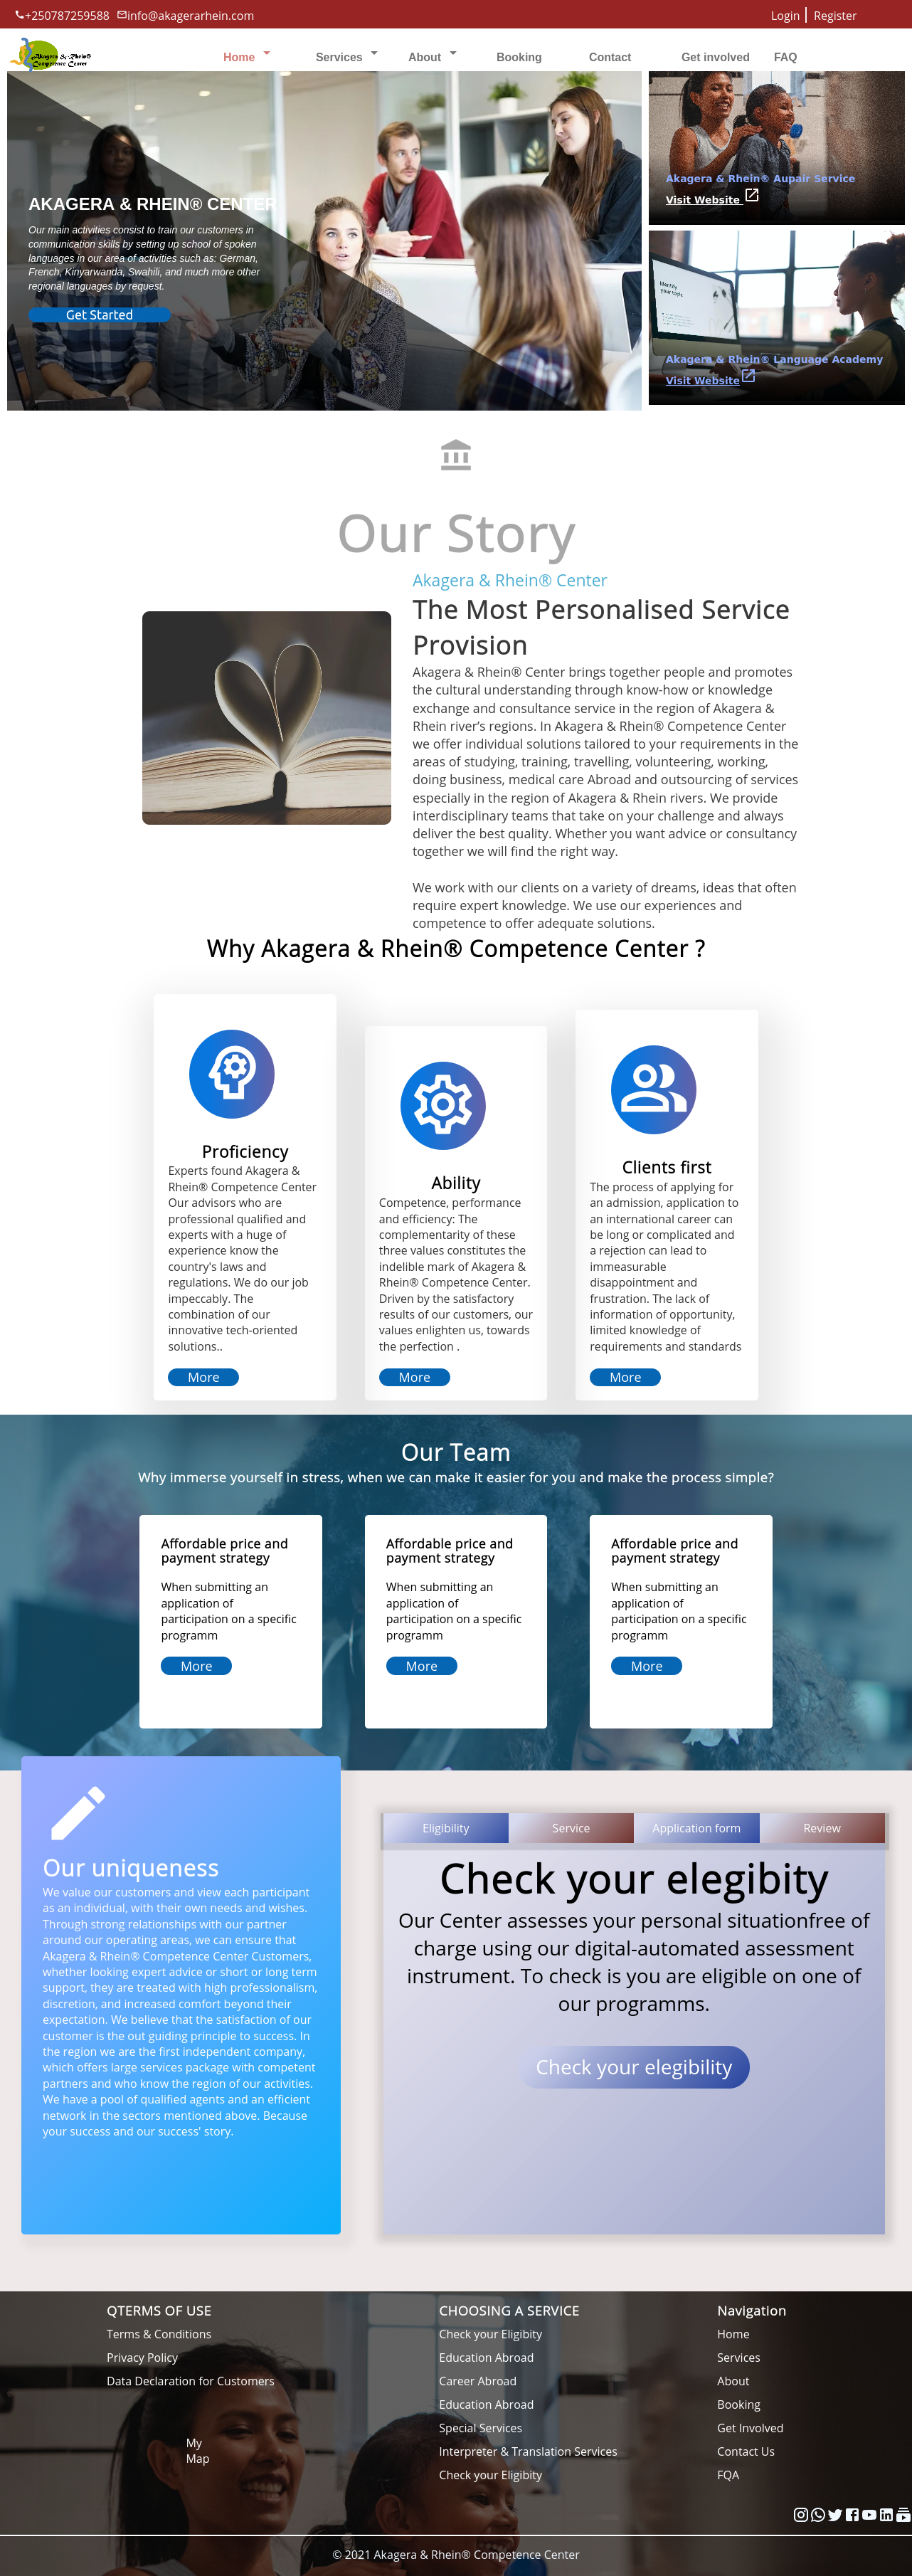 +250787259588 info@akagerarhein.com Login Register
Akagera & Rhein®
Competence Center
Home Services About Booking Contact Get involved FAQ
AKAGERA & RHEIN® CENTER
Our main activities consist to train our customers in
communication skills by setting up school of spoken
languages in our area of activities such as: German,
French, Kinyarwanda, Swahili, and much more other
regional languages by request.
Get Started
Akagera & Rhein® Aupair Service
Visit Website
Identify
your topic
Akagera & Rhein® Language Academy
Visit Website
Our Story
Akagera & Rhein® Center
The Most Personalised Service
Provision
Akagera & Rhein® Center brings together people and promotes
the cultural understanding through know-how or knowledge
exchange and consultance service in the region of Akagera &
Rhein river's regions. In Akagera & Rhein® Competence Center
we offer individual solutions tailored to your requirements in the
areas of studying, training, travelling, volunteering, working,
doing business, medical care Abroad and outsourcing of services
especially in the region of Akagera & Rhein rivers. We provide
interdisciplinary teams that take on your challenge and always
deliver the best quality. Whether you want advice or consultancy
together we will find the right way.
We work with our clients on a variety of dreams, ideas that often
require expert knowledge. We use our experiences and
competence to offer adequate solutions.
Why Akagera & Rhein® Competence Center ?
Proficiency
Experts found Akagera &
Rhein® Competence Center
Our advisors who are
professional qualified and
experts with a huge of
experience know the
country's laws and
regulations. We do our job
impeccably. The
combination of our
innovative tech-oriented
solutions..
More
Ability
Competence, performance
and efficiency: The
complementarity of these
three values constitutes the
indelible mark of Akagera &
Rhein® Competence Center.
Driven by the satisfactory
results of our customers, our
values enlighten us, towards
the perfection .
More
Clients first
The process of applying for
an admission, application to
an international career can
be long or complicated and
a rejection can lead to
immeasurable
disappointment and
frustration. The lack of
information of opportunity,
limited knowledge of
requirements and standards
More
Our Team
Why immerse yourself in stress, when we can make it easier for you and make the process simple?
Affordable price and
payment strategy
When submitting an
application of
participation on a specific
programm
More
Affordable price and
payment strategy
When submitting an
application of
participation on a specific
programm
More
Affordable price and
payment strategy
When submitting an
application of
participation on a specific
programm
More
Our uniqueness
We value our customers and view each participant
as an individual, with their own needs and wishes.
Through strong relationships with our partner
around our operating areas, we can ensure that
Akagera & Rhein® Competence Center Customers,
whether looking expert advice or short or long term
support, they are treated with high professionalism,
discretion, and increased comfort beyond their
expectation. We believe that the satisfaction of our
customer is the out guiding principle to success. In
the region we are the first independent company,
which offers large services package with competent
partners and who know the region of our activities.
We have a pool of qualified agents and an efficient
network in the sectors mentioned above. Because
your success and our success' story.
Eligibility Service Application form Review
Check your elegibity
Our Center assesses your personal situationfree of
charge using our digital-automated assessment
instrument. To check is you are eligible on one of
our programms.
Check your elegibility
QTERMS OF USE
Terms & Conditions
Privacy Policy
Data Declaration for Customers
My
Map
CHOOSING A SERVICE
Check your Eligibity
Education Abroad
Career Abroad
Education Abroad
Special Services
Interpreter & Translation Services
Check your Eligibity
Navigation
Home
Services
About
Booking
Get Involved
Contact Us
FQA
© 2021 Akagera & Rhein® Competence Center